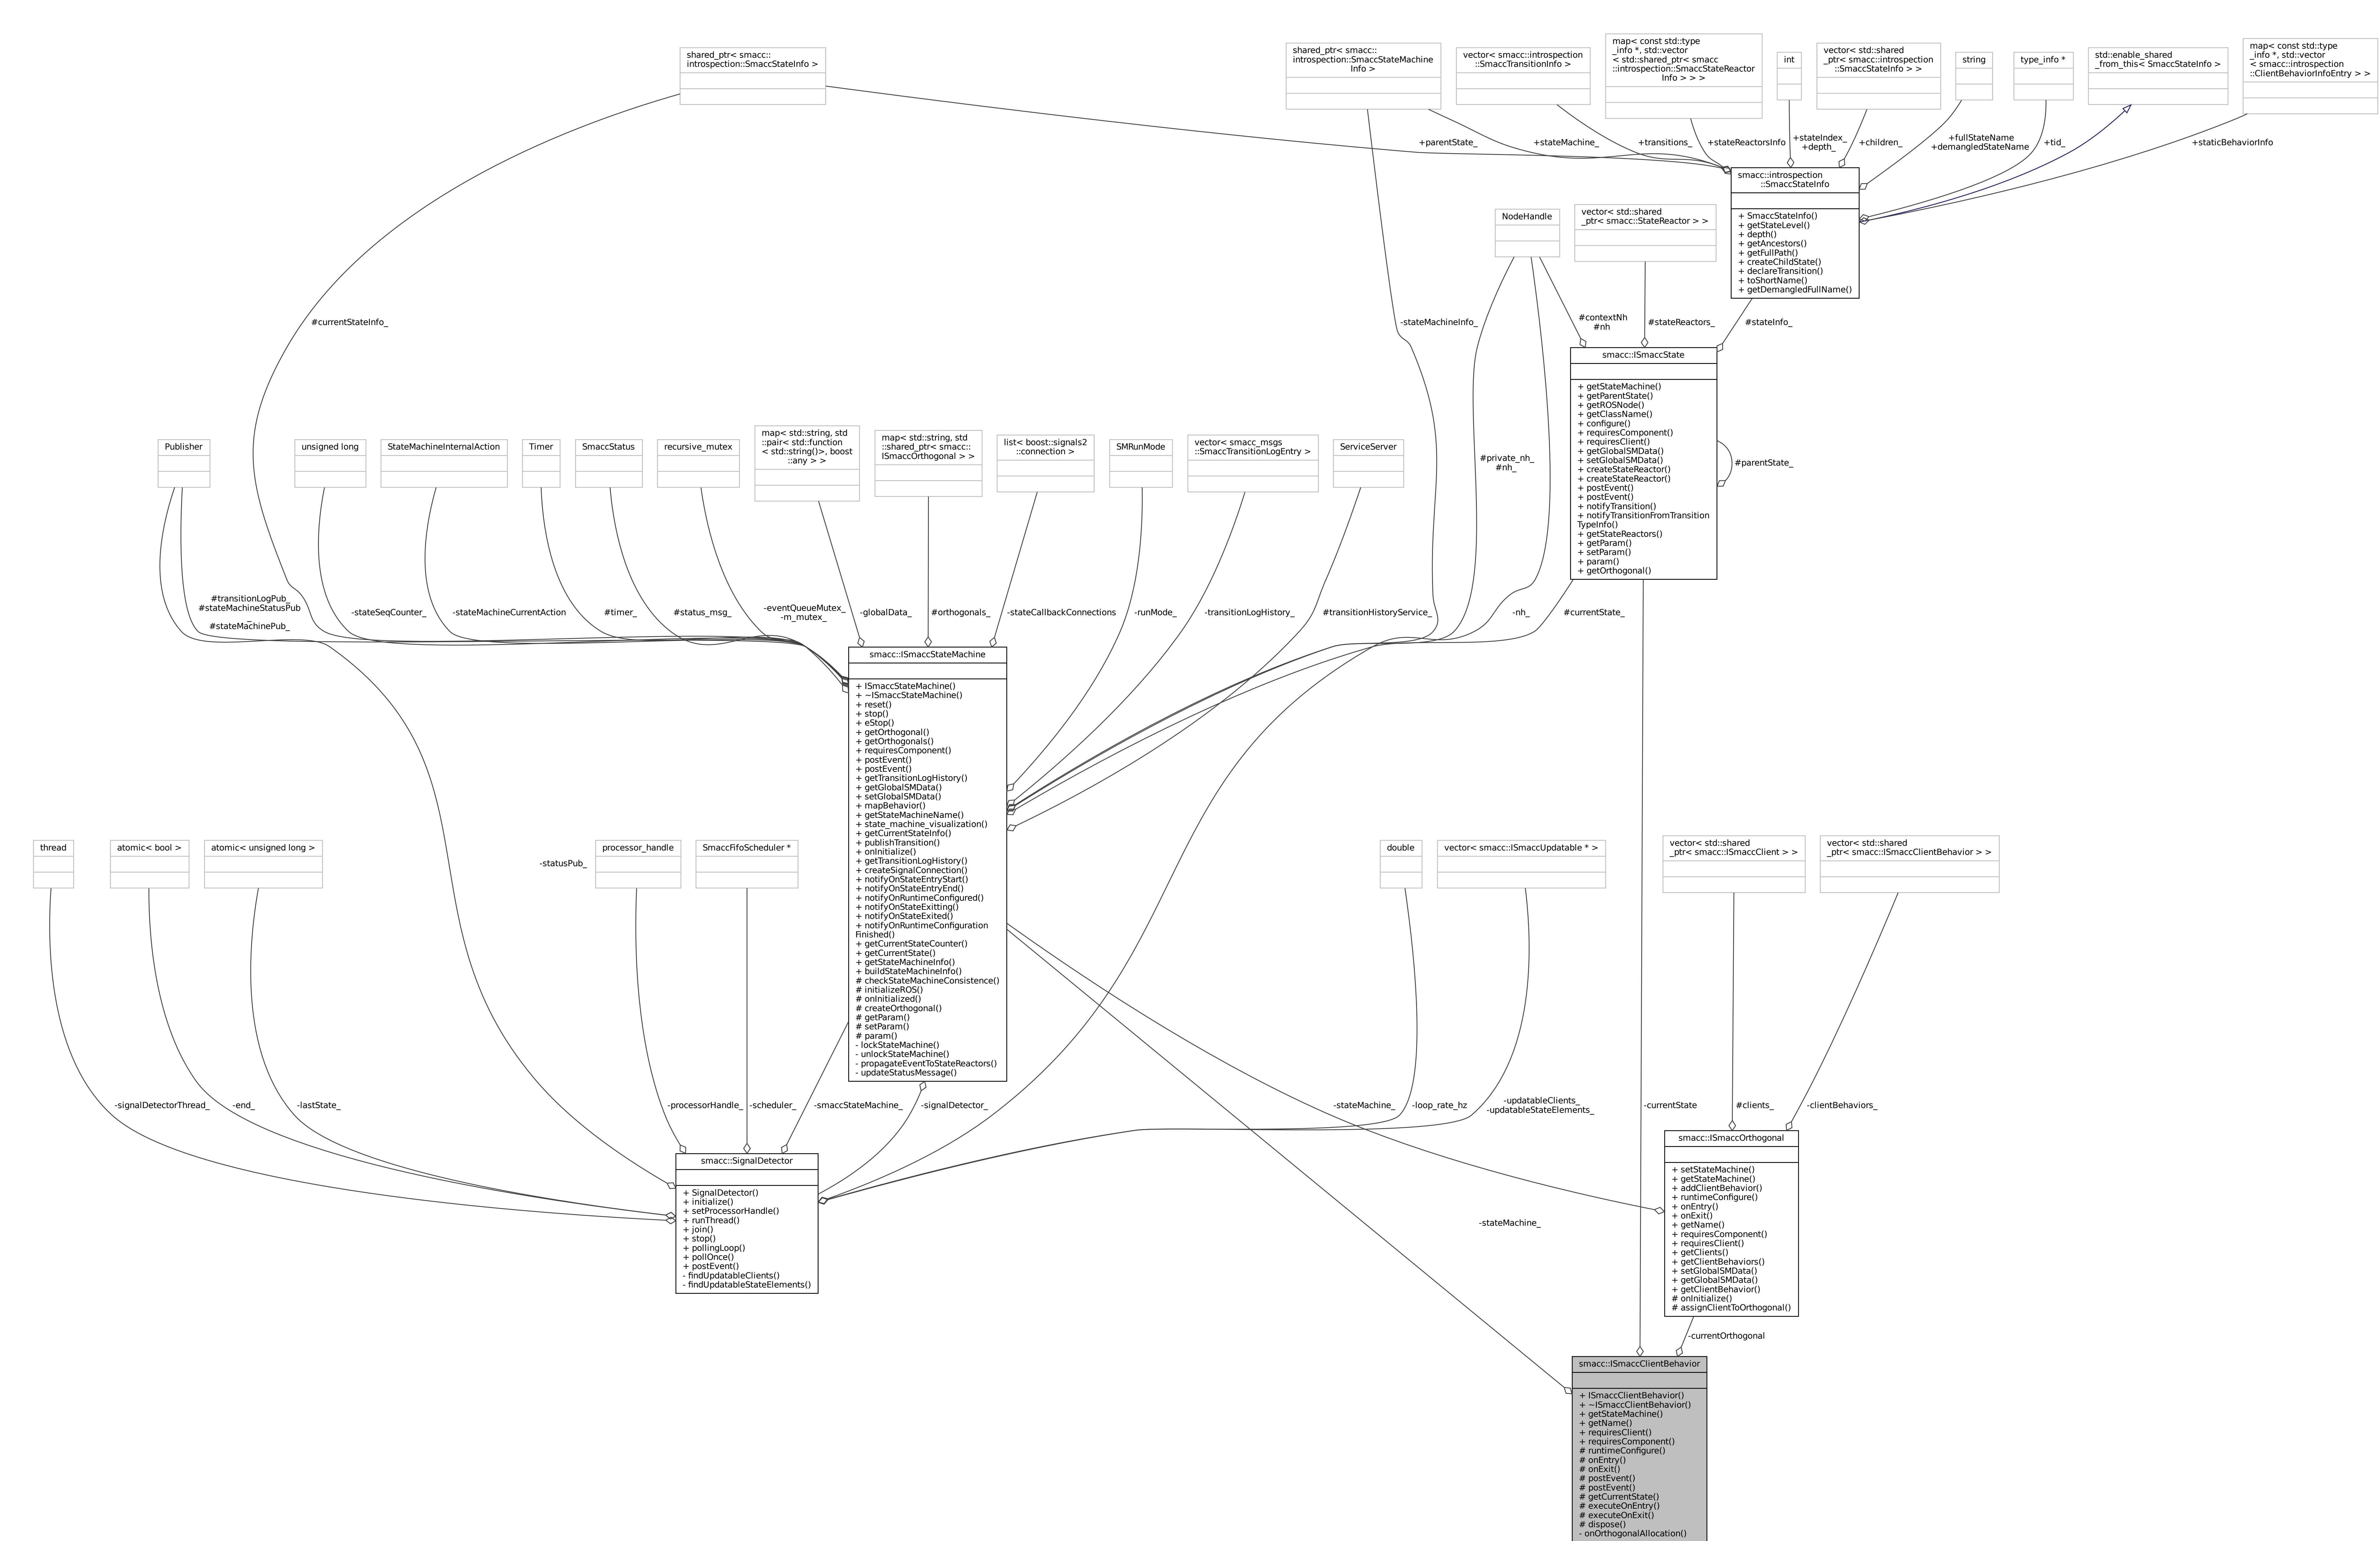 shared_ptr< smacc::
introspection::SmaccStateInfo >
shared_ptr< smacc::
introspection::SmaccStateMachine
Info >
vector< smacc::introspection
::SmaccTransitionInfo >
map< const std::type
_info *, std::vector
< std::shared_ptr< smacc
::introspection::SmaccStateReactor
Info > > >
int
vector< std::shared
_ptr< smacc::introspection
::SmaccStateInfo > >
string
type_info *
std::enable_shared
_from_this< SmaccStateInfo >
map< const std::type
_info *, std::vector
< smacc::introspection
::ClientBehaviorInfoEntry > >
+parentState_
+stateMachine_
+transitions_
+stateReactorsInfo
+stateIndex_
+depth_
+children_
+fullStateName
+demangledStateName
+tid_
+staticBehaviorInfo
smacc::introspection
::SmaccStateInfo
+ SmaccStateInfo()
+ getStateLevel()
+ depth()
+ getAncestors()
+ getFullPath()
+ createChildState()
+ declareTransition()
+ toShortName()
+ getDemangledFullName()
NodeHandle
vector< std::shared
_ptr< smacc::StateReactor > >
#currentStateInfo_
-stateMachineInfo_
#contextNh
#nh
#stateReactors_
#stateInfo_
smacc::ISmaccState
+ getStateMachine()
+ getParentState()
+ getROSNode()
+ getClassName()
+ configure()
+ requiresComponent()
+ requiresClient()
+ getGlobalSMData()
+ setGlobalSMData()
+ createStateReactor()
+ createStateReactor()
+ postEvent()
+ postEvent()
+ notifyTransition()
+ notifyTransitionFromTransition
TypeInfo()
+ getStateReactors()
+ getParam()
+ setParam()
+ param()
+ getOrthogonal()
#parentState_
#private_nh_
#nh_
Publisher
unsigned long
StateMachineInternalAction
Timer
SmaccStatus
recursive_mutex
map< std::string, std
::pair< std::function
< std::string()>, boost
::any > >
map< std::string, std
::shared_ptr< smacc::
ISmaccOrthogonal > >
list< boost::signals2
::connection >
SMRunMode
vector< smacc_msgs
::SmaccTransitionLogEntry >
ServiceServer
#transitionLogPub_
#stateMachineStatusPub
_
#stateMachinePub_
-stateSeqCounter_
-stateMachineCurrentAction
#timer_
#status_msg_
-eventQueueMutex_
-m_mutex_
-globalData_
#orthogonals_
-stateCallbackConnections
-runMode_
-transitionLogHistory_
#transitionHistoryService_
-nh_
#currentState_
smacc::ISmaccStateMachine
+ ISmaccStateMachine()
+ ~ISmaccStateMachine()
+ reset()
+ stop()
+ eStop()
+ getOrthogonal()
+ getOrthogonals()
+ requiresComponent()
+ postEvent()
+ postEvent()
+ getTransitionLogHistory()
+ getGlobalSMData()
+ setGlobalSMData()
+ mapBehavior()
+ getStateMachineName()
+ state_machine_visualization()
+ getCurrentStateInfo()
+ publishTransition()
+ onInitialize()
+ getTransitionLogHistory()
+ createSignalConnection()
+ notifyOnStateEntryStart()
+ notifyOnStateEntryEnd()
+ notifyOnRuntimeConfigured()
+ notifyOnStateExitting()
+ notifyOnStateExited()
+ notifyOnRuntimeConfiguration
Finished()
+ getCurrentStateCounter()
+ getCurrentState()
+ getStateMachineInfo()
+ buildStateMachineInfo()
# checkStateMachineConsistence()
# initializeROS()
# onInitialized()
# createOrthogonal()
# getParam()
# setParam()
# param()
- lockStateMachine()
- unlockStateMachine()
- propagateEventToStateReactors()
- updateStatusMessage()
thread
atomic< bool >
atomic< unsigned long >
-statusPub_
processor_handle
SmaccFifoScheduler *
double
vector< smacc::ISmaccUpdatable * >
vector< std::shared
_ptr< smacc::ISmaccClient > >
vector< std::shared
_ptr< smacc::ISmaccClientBehavior > >
-signalDetectorThread_
-end_
-lastState_
-processorHandle_
-scheduler_
-smaccStateMachine_
-signalDetector_
-stateMachine_
-loop_rate_hz
-updatableClients_
-updatableStateElements_
-currentState
#clients_
-clientBehaviors_
smacc::SignalDetector
+ SignalDetector()
+ initialize()
+ setProcessorHandle()
+ runThread()
+ join()
+ stop()
+ pollingLoop()
+ pollOnce()
+ postEvent()
- findUpdatableClients()
- findUpdatableStateElements()
smacc::ISmaccOrthogonal
+ setStateMachine()
+ getStateMachine()
+ addClientBehavior()
+ runtimeConfigure()
+ onEntry()
+ onExit()
+ getName()
+ requiresComponent()
+ requiresClient()
+ getClients()
+ getClientBehaviors()
+ setGlobalSMData()
+ getGlobalSMData()
+ getClientBehavior()
# onInitialize()
# assignClientToOrthogonal()
-stateMachine_
-currentOrthogonal
smacc::ISmaccClientBehavior
+ ISmaccClientBehavior()
+ ~ISmaccClientBehavior()
+ getStateMachine()
+ getName()
+ requiresClient()
+ requiresComponent()
# runtimeConfigure()
# onEntry()
# onExit()
# postEvent()
# postEvent()
# getCurrentState()
# executeOnEntry()
# executeOnExit()
# dispose()
- onOrthogonalAllocation()